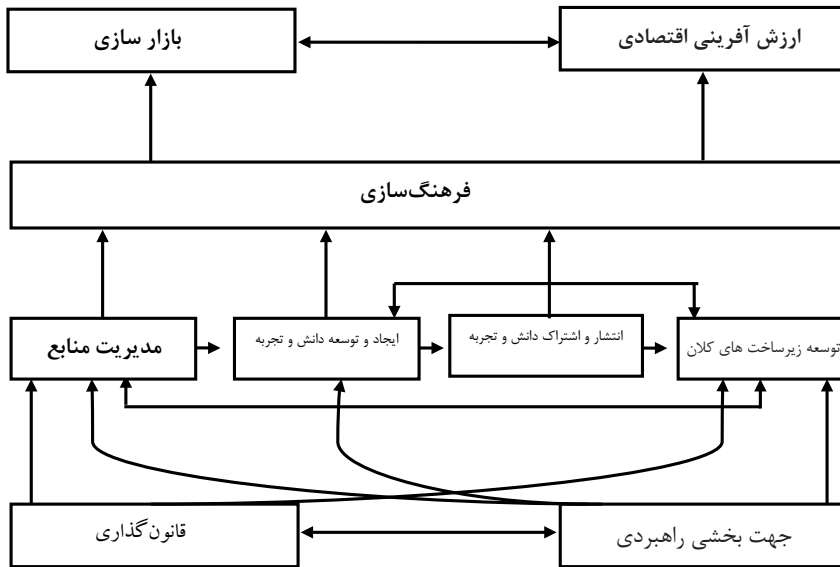 ارزش آفرینی اقتصادی
بازار سازی
فرهنگ‌سازی
توسعه زیرساخت های کلان
انتشار و اشتراک دانش و تجربه
ایجاد و توسعه دانش و تجربه
مدیریت منابع
جهت بخشی راهبردی
قانون‌گذاری